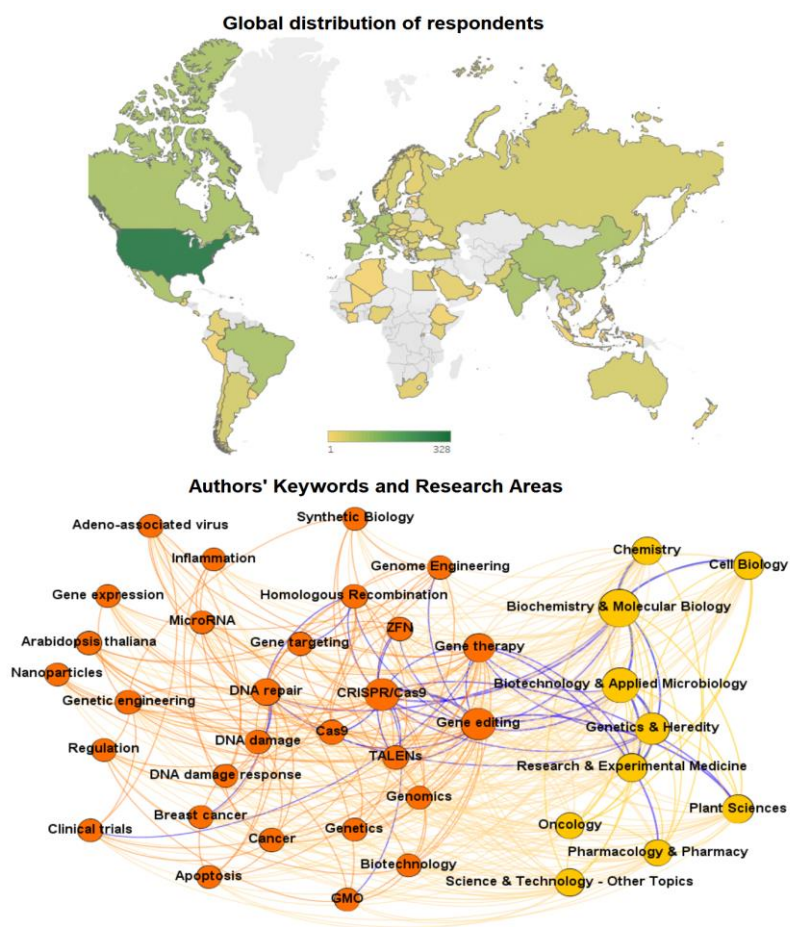 Global distribution of respondents
1 328
Authors' Keywords and Research Areas
Synthetic Biology
Adeno-associated virus
Chemistry
Inflammation
Genome Engineering
Cell Biology
Gene expression
Homologous Recombination
Biochemistry & Molecular Biology
MicroRNA
ZFN
Arabidopsis thaliana
Gene targeting
Gene therapy
Nanoparticles
Biotechnology & Applied Microbiology
Genetic engineering
DNA repair
CRISPR/Cas9
Gene editing
Genetics & Heredity
Cas9
Regulation
DNA damage
TALENs
Research & Experimental Medicine
DNA damage response
Genomics
Plant Sciences
Breast cancer
Clinical trials
Cancer
Genetics
Oncology
Pharmacology & Pharmacy
Biotechnology
Apoptosis
Science & Technology - Other Topics
GMO